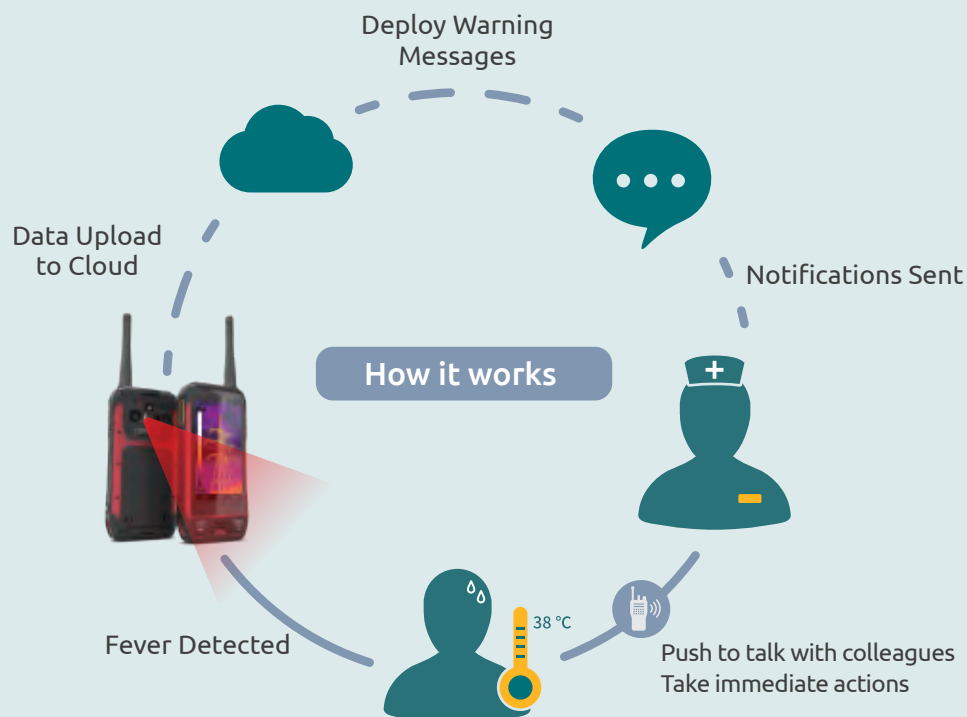 Deploy Warning
Messages
Data Upload
to Cloud
Notifications Sent
How it works
38 °C
Fever Detected
Push to talk with colleagues
Take immediate actions